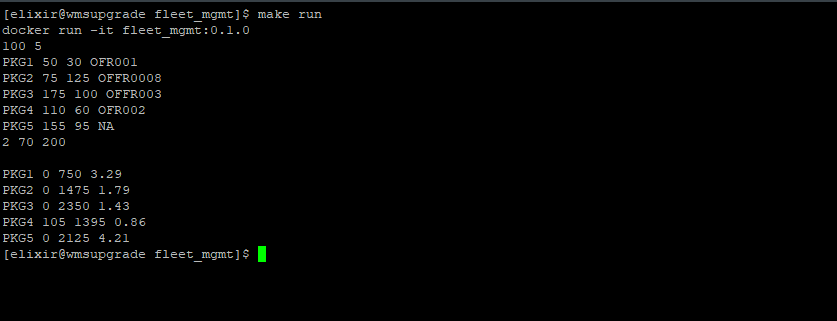 [elixir@wmsupgrade fleet_mgmt]$ make run
docker run -it fleet_mgmt:0.1.0
100 5
PKG1 50 30 OFR001
PKG2 75 125 OFFR0008
PKG3 175 100 OFFR003
PKG4 110 60 OFR002
PKG5 155 95 NA
2 70 200

PKG1 0 750 3.29
PKG2 0 1475 1.79
PKG3 0 2350 1.43
PKG4 105 1395 0.86
PKG5 0 2125 4.21
[elixir@wmsupgrade fleet_mgmt]$